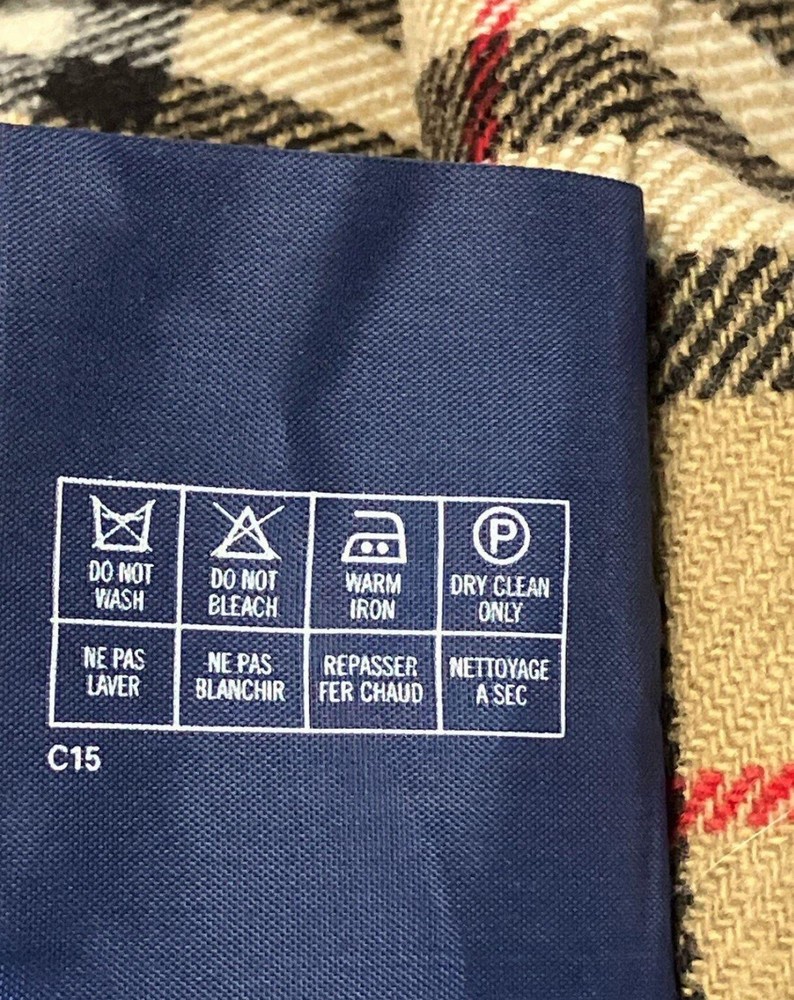 P
DO NOT
WASH
DO NOT
BLEACH
WARM
IRON
DRY CLEAN
ONLY
NE PAS
LAVER
NE PAS
BLANCHIR
REPASSER
FER CHAUD
NETTOYAGE
A SEC
C15